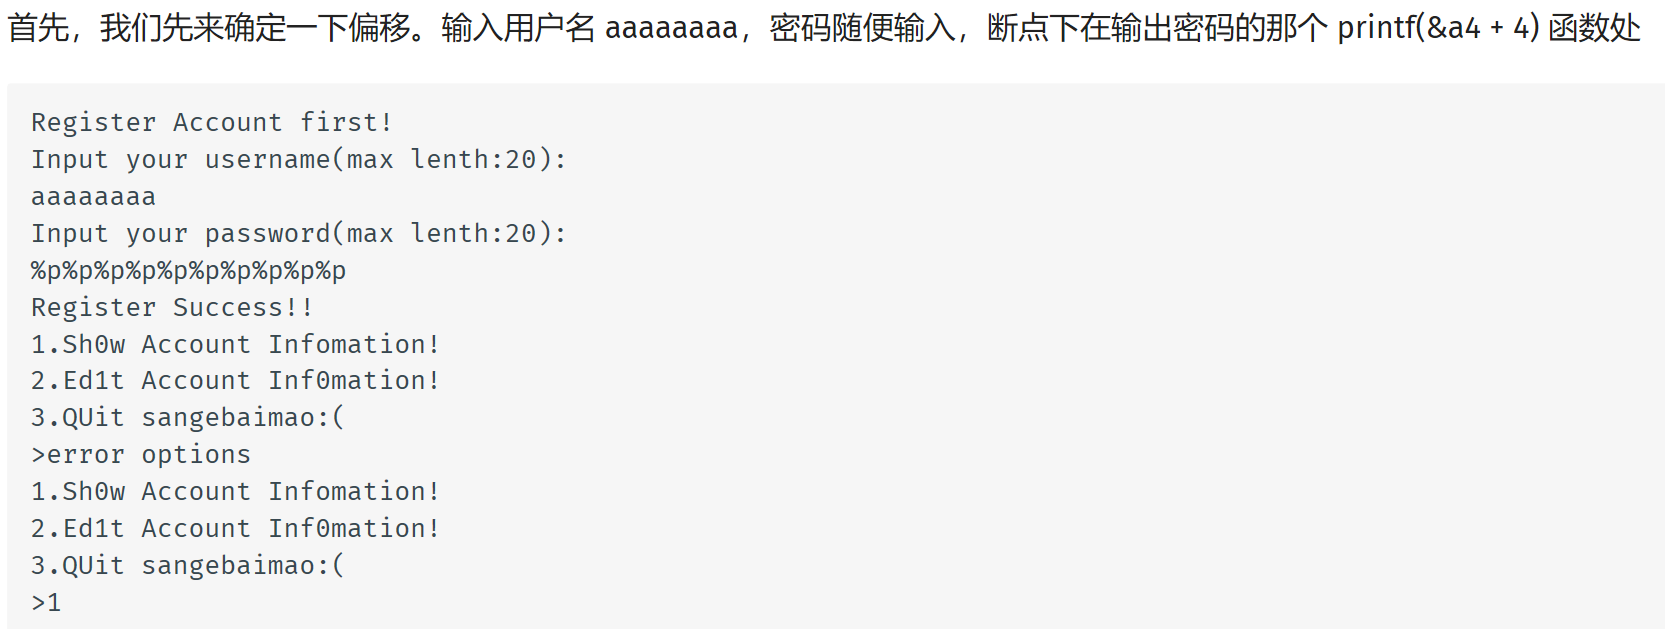 首先，我们先来确定一下偏移。输入用户名 aaaaaaaa，密码随便输入，断点下在输出密码的那个 printf(&a4 + 4) 函数处
Register Account first!
Input your username(max lenth:20):
aaaaaaaa
Input your password(max lenth:20):
%p%p%p%p%p%p%p%p%p%p
Register Success!!
1.Sh0w Account Infomation!
2.Ed1t Account Inf0mation!
3.QUit sangebaimao:(
>error options
1.Sh0w Account Infomation!
2.Ed1t Account Inf0mation!
3.QUit sangebaimao:(
>1